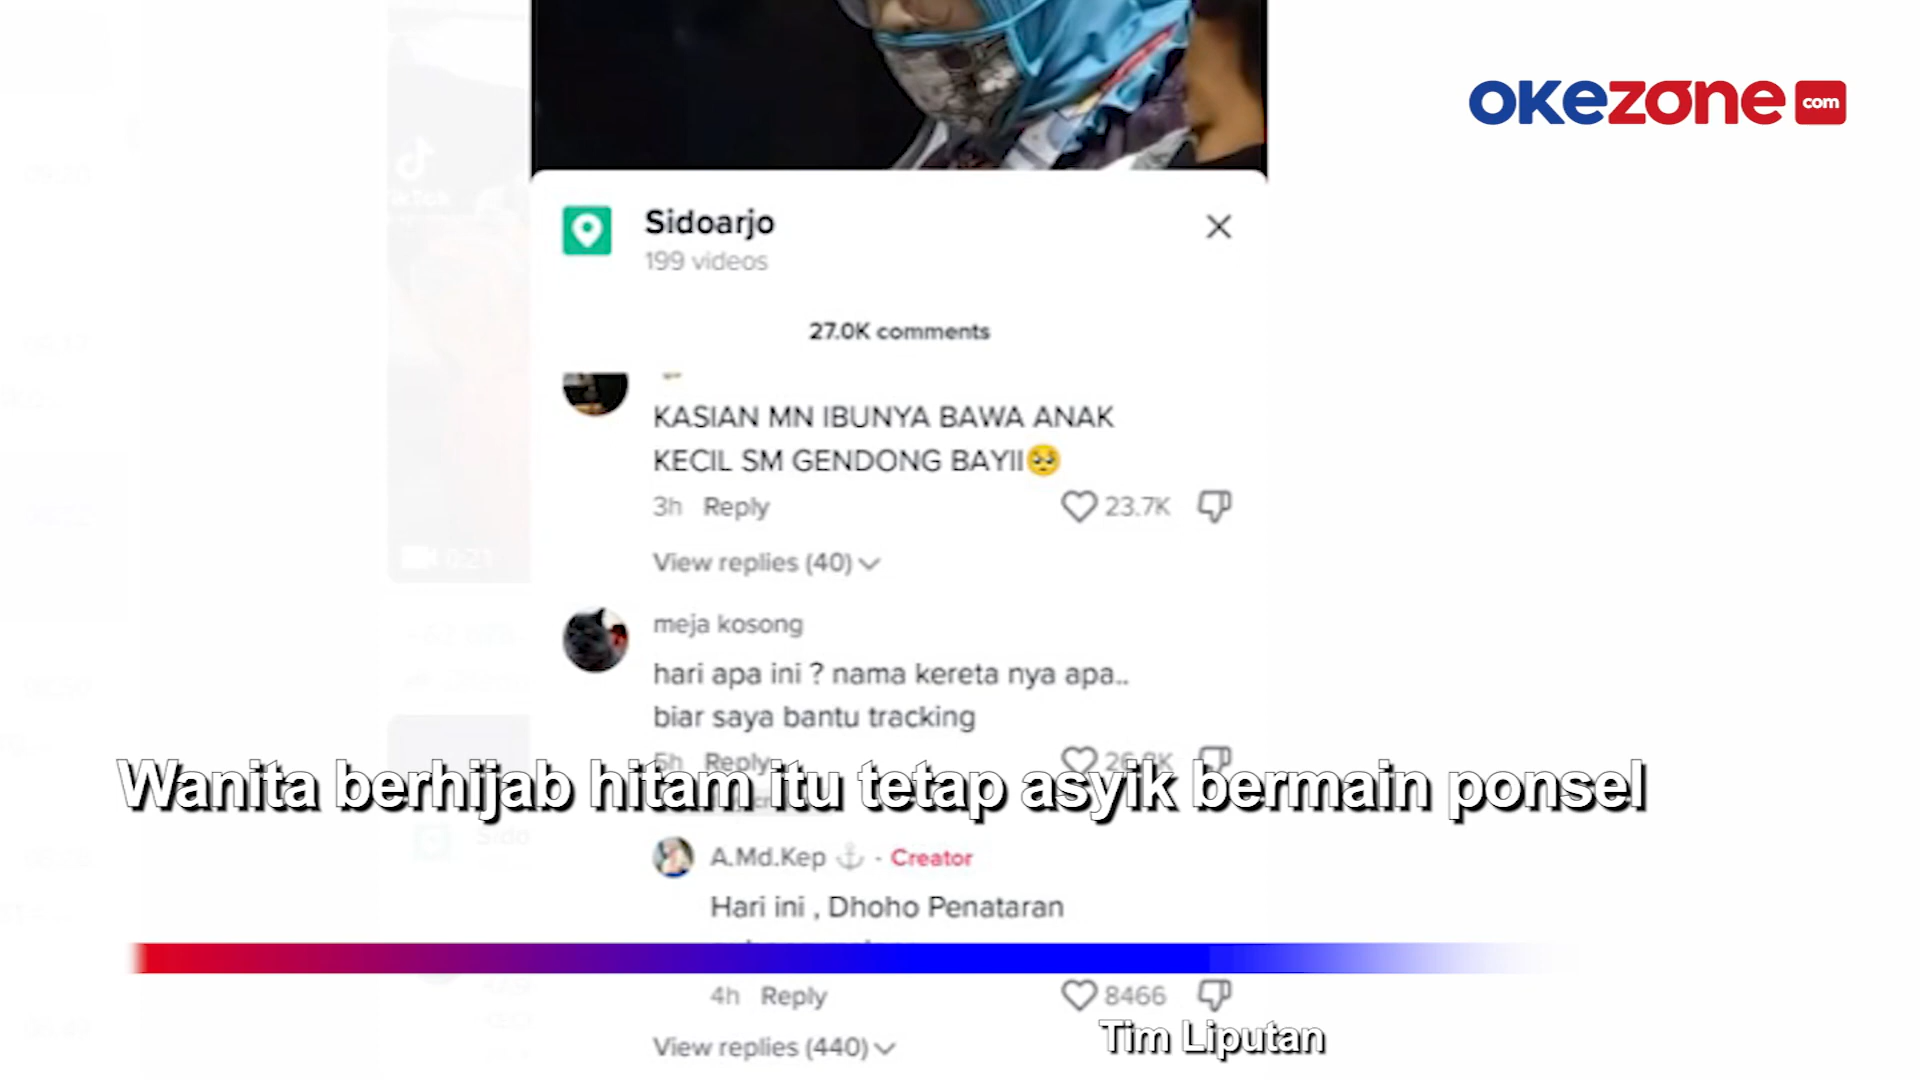 OKEZONE com
Sidoarjo
199 videos
27.0K comments
KASIAN MN IBUNYA BAWA ANAK
KECIL SM GENDONG BAYII🥺
3h Reply 23.7K
View replies (40)
meja kosong
hari apa ini ? nama kereta nya apa..
biar saya bantu tracking
5h Reply
Wanita berhijab hitam itu tetap asyik bermain ponsel
A.Md.Kep ⚓ · Creator
Hari ini , Dhoho Penataran
4h Reply 8466
Tim Liputan
View replies (440)